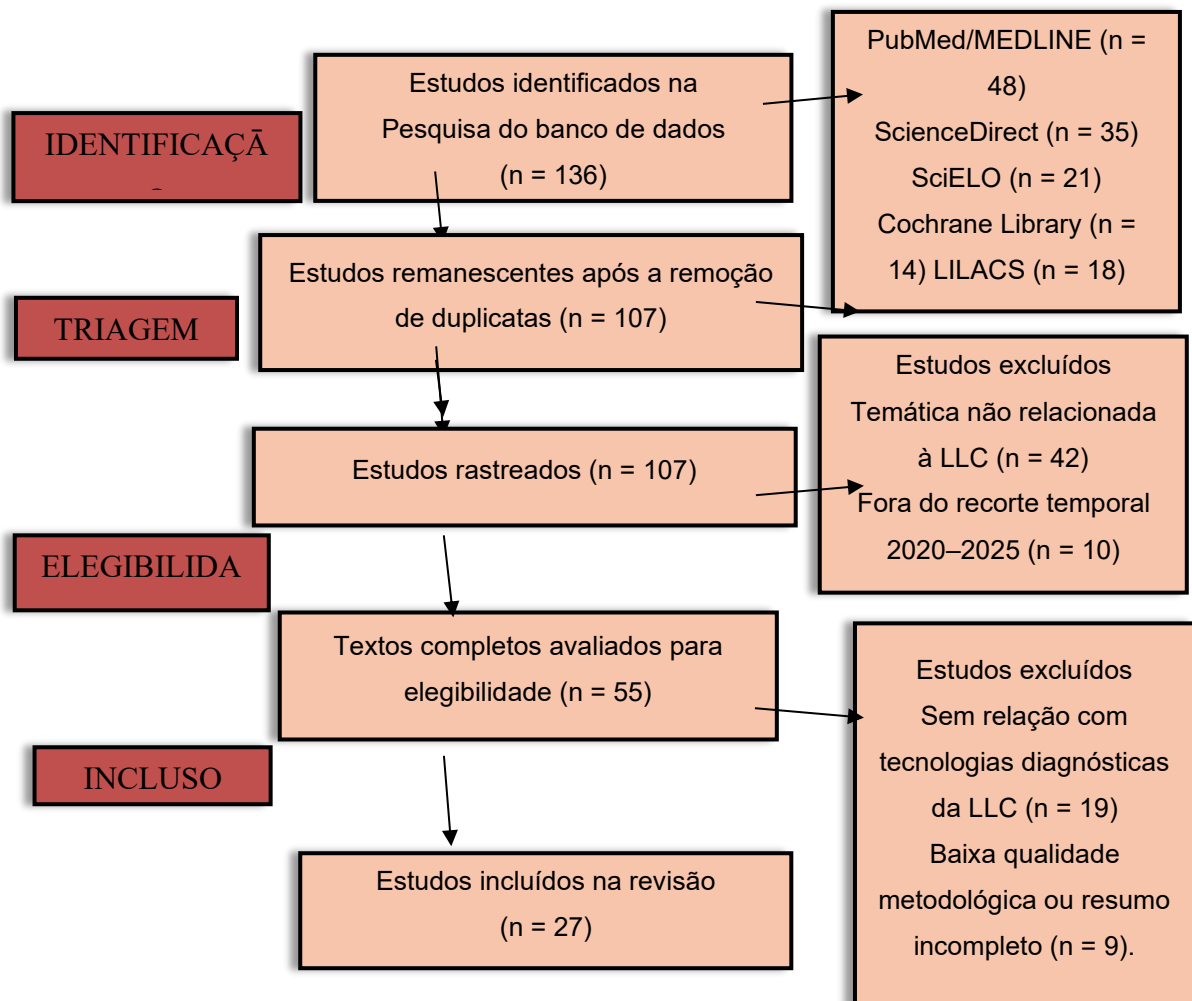 IDENTIFICAÇÃ
Estudos identificados na
Pesquisa do banco de dados
(n = 136)
PubMed/MEDLINE (n =
48)
ScienceDirect (n = 35)
SciELO (n = 21)
Cochrane Library (n =
14) LILACS (n = 18)
TRIAGEM
Estudos remanescentes após a remoção
de duplicatas (n = 107)
Estudos rastreados (n = 107)
Estudos excluídos
Temática não relacionada
à LLC (n = 42)
Fora do recorte temporal
2020–2025 (n = 10)
ELEGIBILIDA
Textos completos avaliados para
elegibilidade (n = 55)
Estudos excluídos
Sem relação com
tecnologias diagnósticas
da LLC (n = 19)
Baixa qualidade
metodológica ou resumo
incompleto (n = 9).
INCLUSO
Estudos incluídos na revisão
(n = 27)